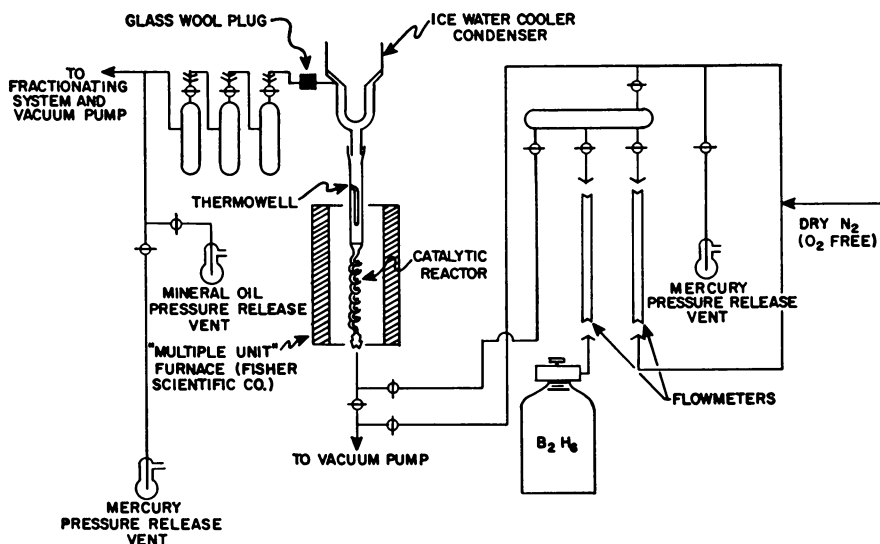 GLASS WOOL PLUG
ICE WATER COOLER
CONDENSER
TO
FRACTIONATING
SYSTEM AND
VACUUM PUMP
THERMOWELL
DRY N2
(O2 FREE)
CATALYTIC
REACTOR
MINERAL OIL
PRESSURE RELEASE
VENT
MERCURY
PRESSURE RELEASE
VENT
"MULTIPLE UNIT"
FURNACE (FISHER
SCIENTIFIC CO.)
FLOWMETERS
B2 H6
TO VACUUM PUMP
MERCURY
PRESSURE RELEASE
VENT